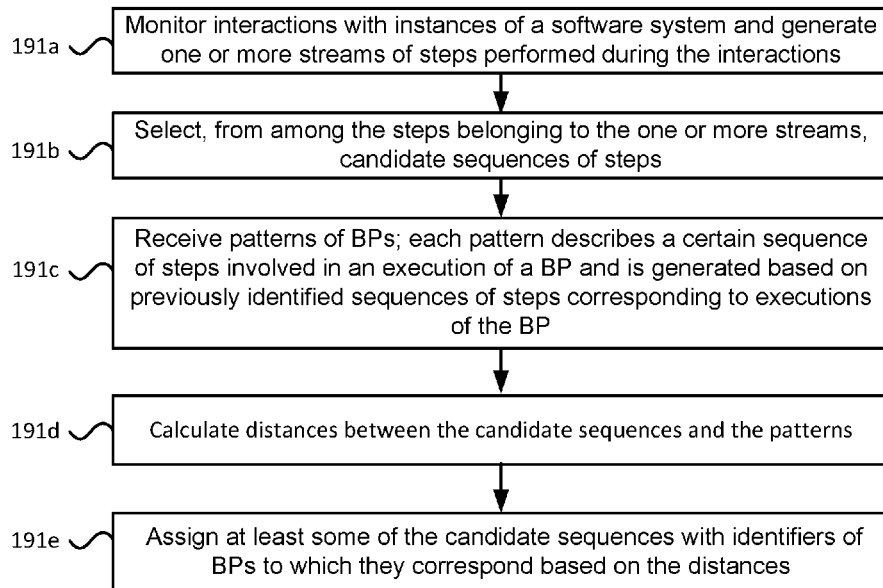 191a
Monitor interactions with instances of a software system and generate
one or more streams of steps performed during the interactions
191b
Select, from among the steps belonging to the one or more streams,
candidate sequences of steps
191c
Receive patterns of BPs; each pattern describes a certain sequence
of steps involved in an execution of a BP and is generated based on
previously identified sequences of steps corresponding to executions
of the BP
191d
Calculate distances between the candidate sequences and the patterns
191e
Assign at least some of the candidate sequences with identifiers of
BPs to which they correspond based on the distances